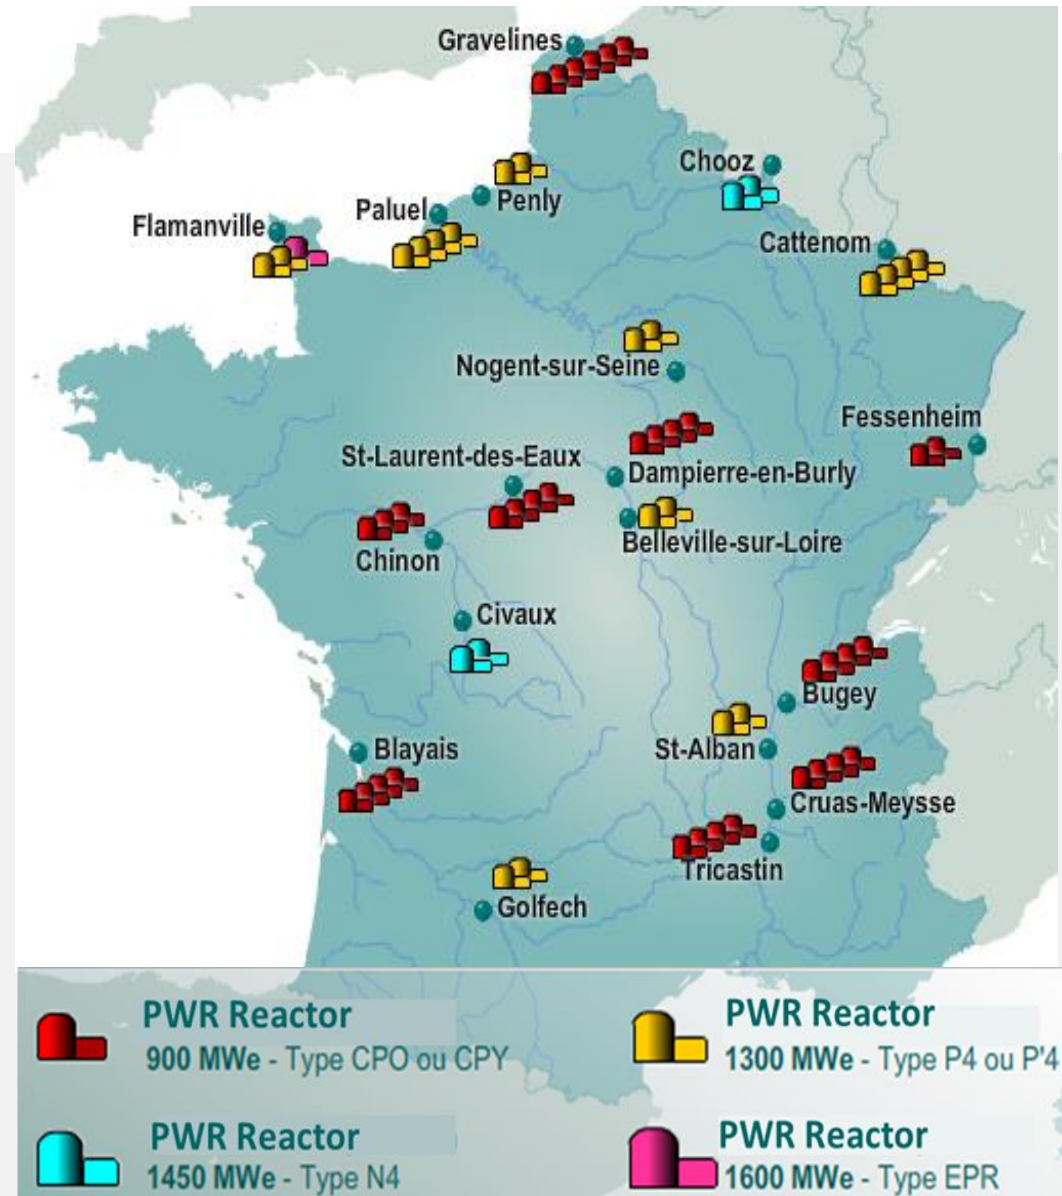 Gravelines
Chooz
Penly
Paluel
Flamanville
Cattenom
Nogent-sur-Seine
Fessenheim
St-Laurent-des-Eaux
Dampierre-en-Burly
Belleville-sur-Loire
Chinon
Civaux
Bugey
St-Alban
Blayais
Cruas-Meysse
Tricastin
Golfech
PWR Reactor
900 MWe - Type CPO ou CPY
PWR Reactor
1300 MWe - Type P4 ou P'4
PWR Reactor
1450 MWe - Type N4
PWR Reactor
1600 MWe - Type EPR